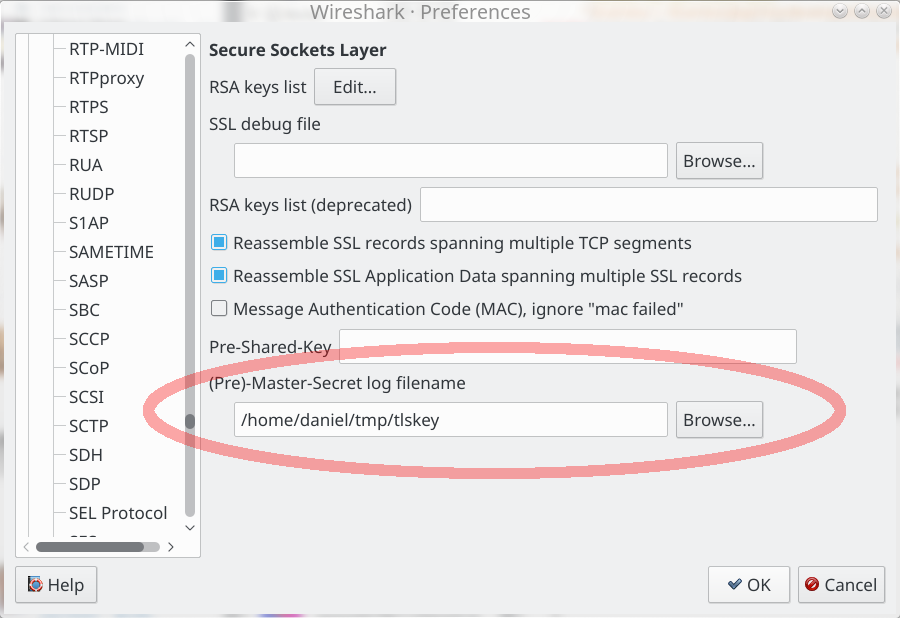 Wireshark · Preferences
RTP-MIDI
RTPproxy
RTPS
RTSP
RUA
RUDP
S1AP
SAMETIME
SASP
SBC
SCCP
SCoP
SCSI
SCTP
SDH
SDP
SEL Protocol
Secure Sockets Layer
RSA keys list Edit...
SSL debug file
Browse...
RSA keys list (deprecated)
Reassemble SSL records spanning multiple TCP segments
Reassemble SSL Application Data spanning multiple SSL records
Message Authentication Code (MAC), ignore "mac failed"
Pre-Shared-Key
(Pre)-Master-Secret log filename
/home/daniel/tmp/tlskey Browse...
Help OK Cancel